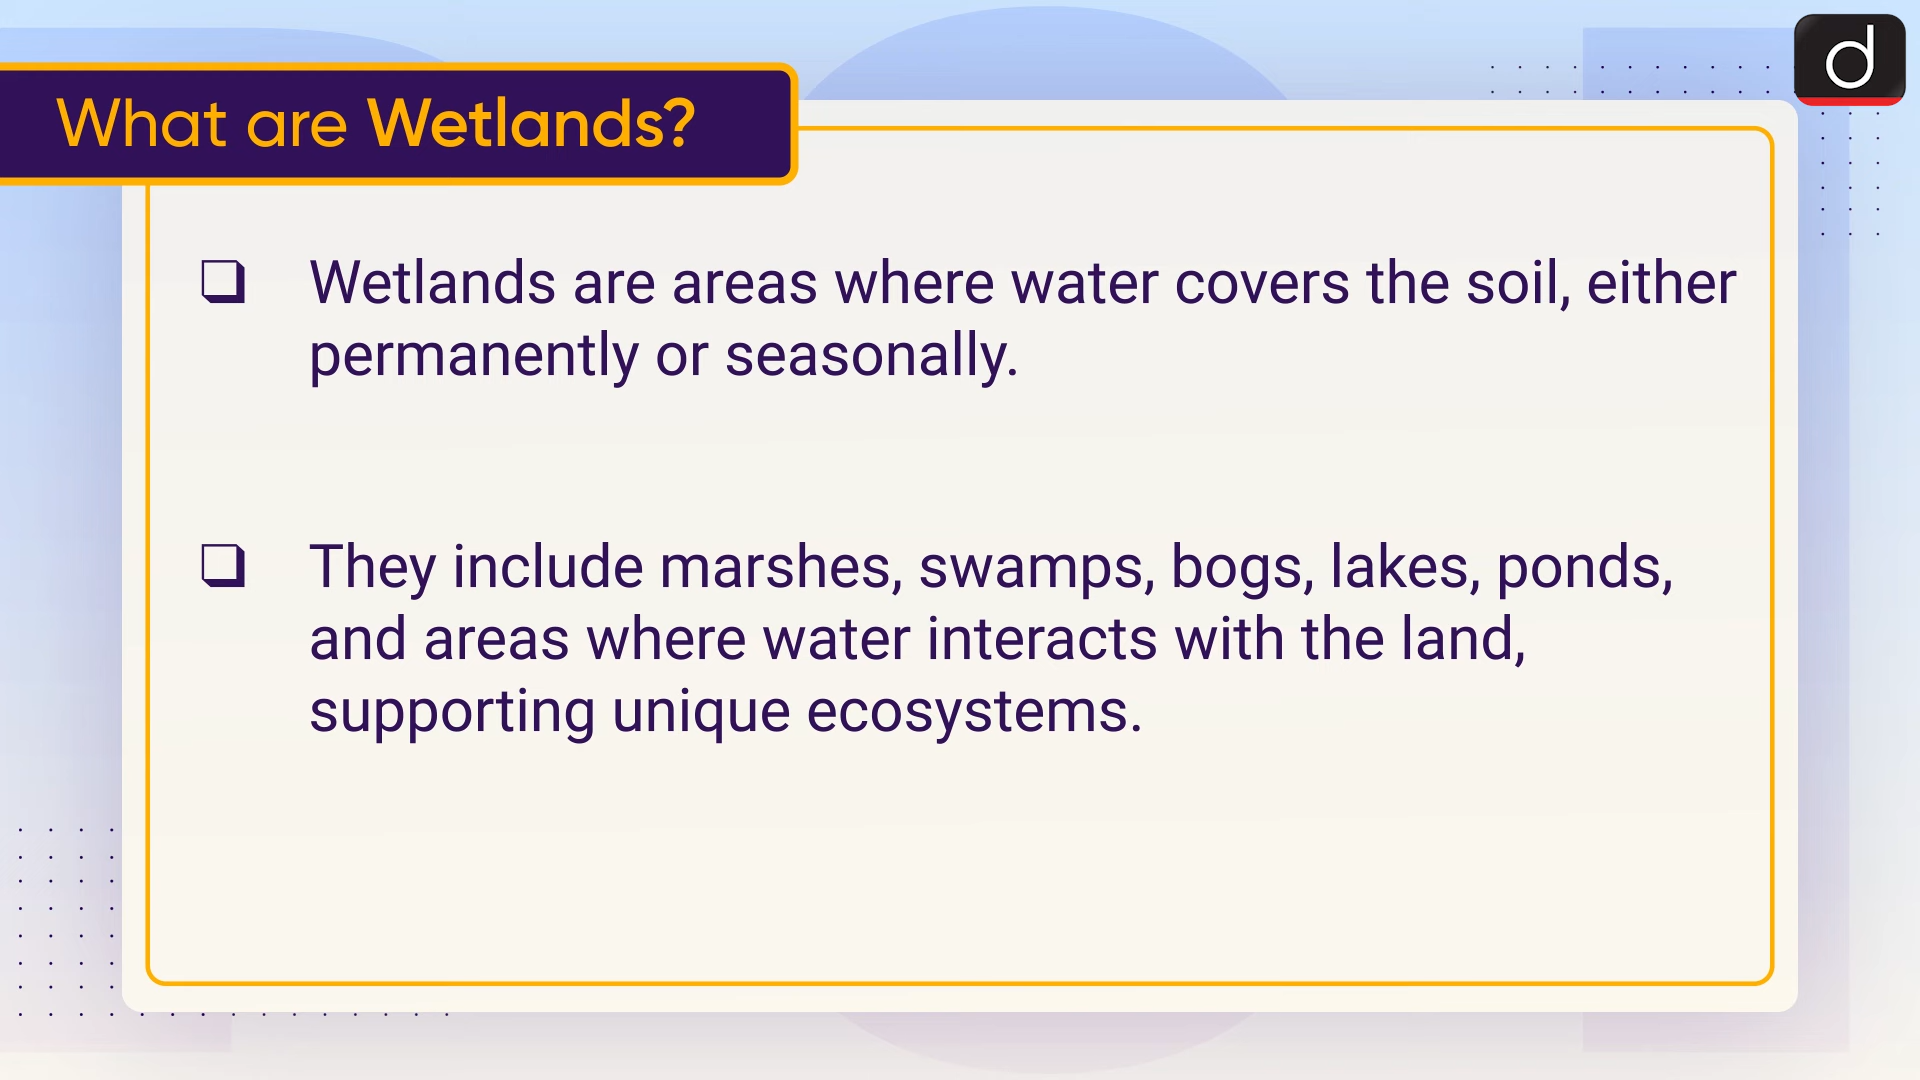 d
What are Wetlands?
❑ Wetlands are areas where water covers the soil, either
permanently or seasonally.
❑ They include marshes, swamps, bogs, lakes, ponds,
and areas where water interacts with the land,
supporting unique ecosystems.